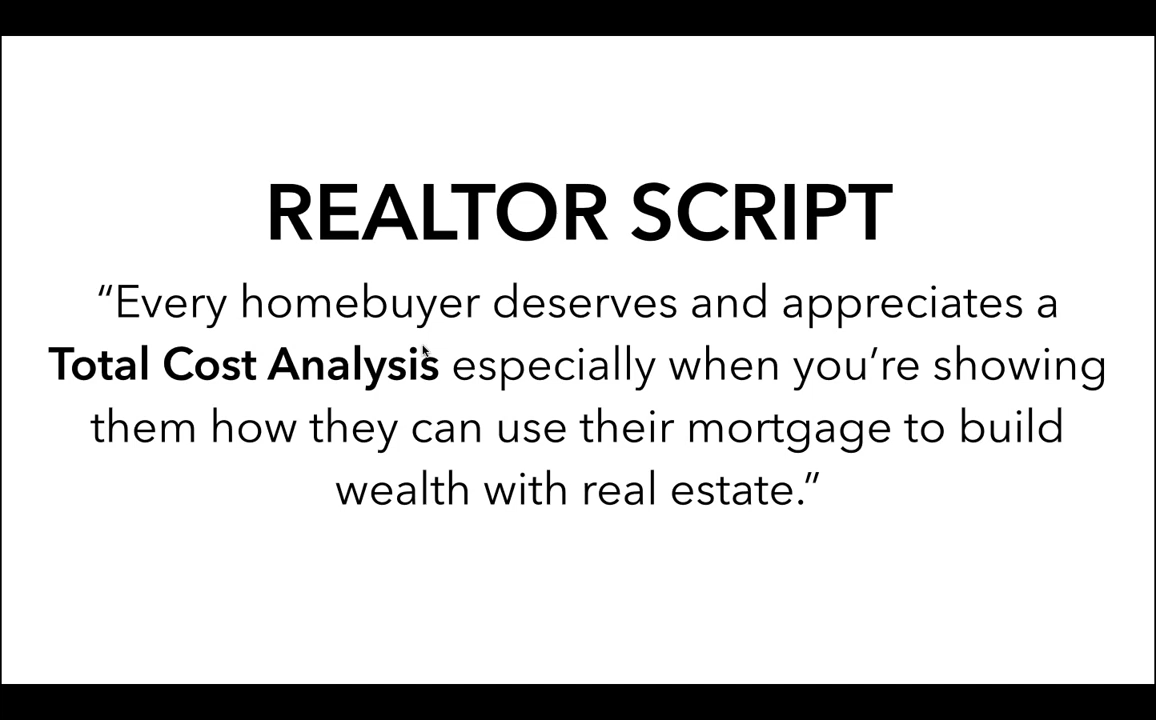 REALTOR SCRIPT
“Every homebuyer deserves and appreciates a
Total Cost Analysis especially when you’re showing
them how they can use their mortgage to build
wealth with real estate.”